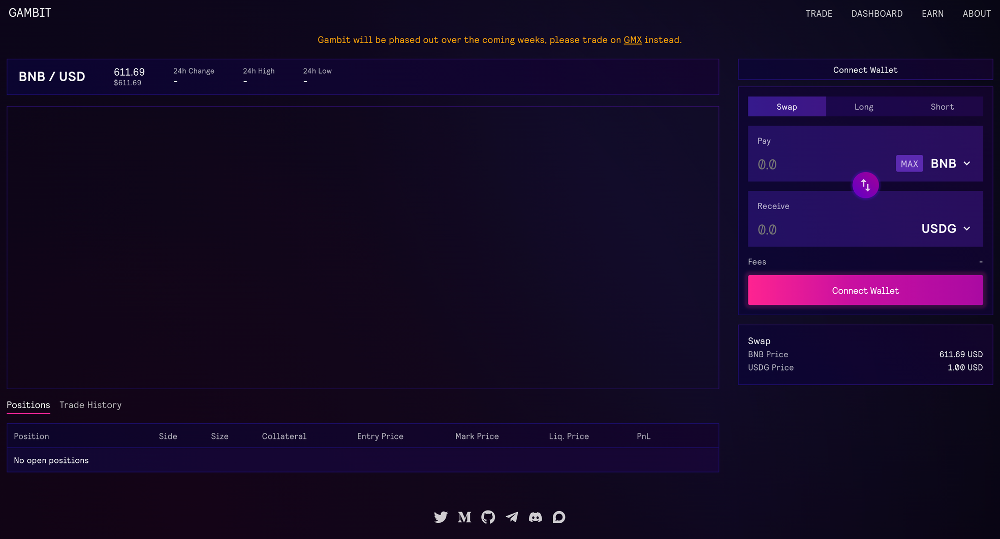 GAMBIT
TRADE DASHBOARD EARN ABOUT
Gambit will be phased out over the coming weeks, please trade on GMX instead.
BNB / USD
611.69
$611.69
24h Change
-
24h High
-
24h Low
-
Connect Wallet
Swap Long Short
Pay
0.0 MAX BNB
Receive
0.0 USDG
Fees -
Connect Wallet
Swap
BNB Price 611.69 USD
USDG Price 1.00 USD
Positions Trade History
Position Side Size Collateral Entry Price Mark Price Liq. Price PnL
No open positions